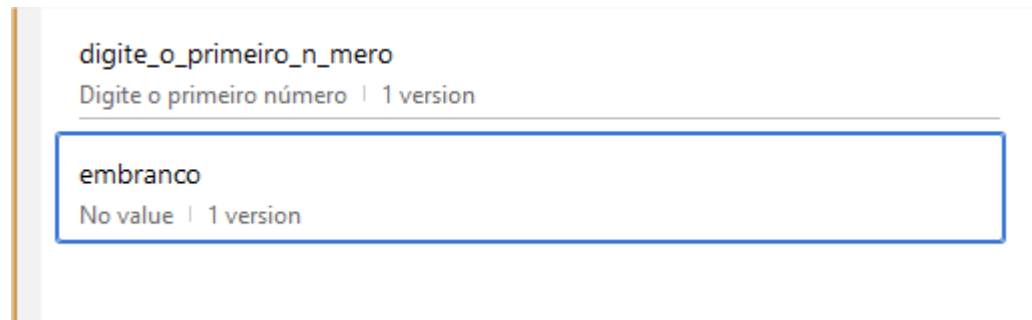 digite_o_primeiro_n_mero
Digite o primeiro número | 1 version
embranco
No value | 1 version